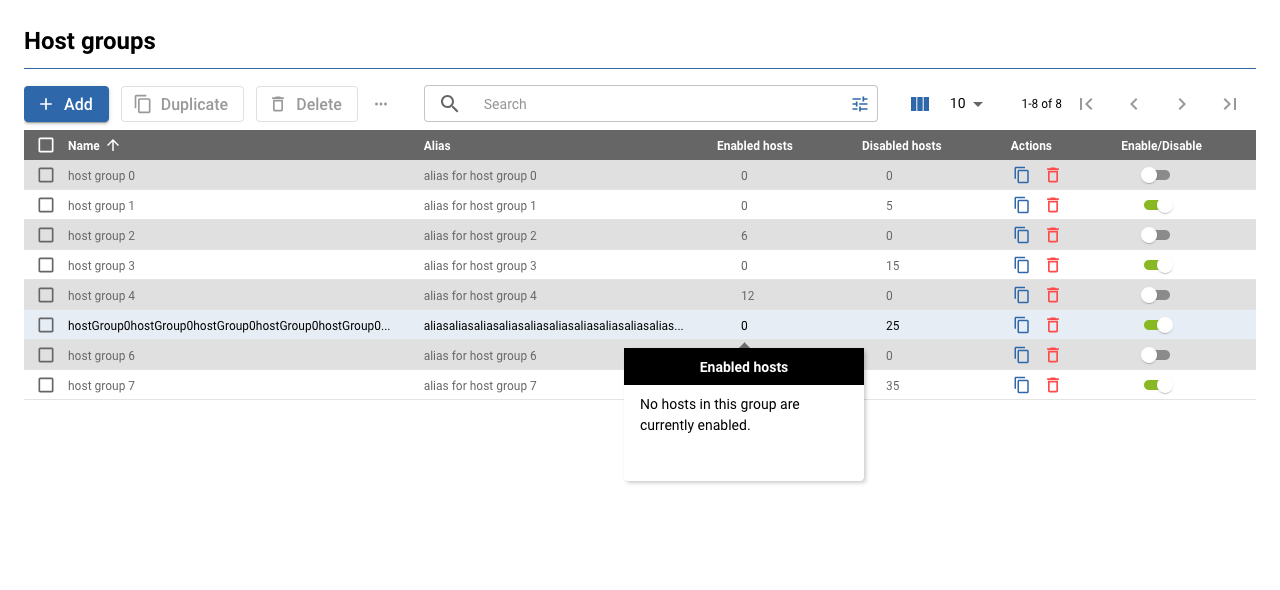 Host groups
Add Duplicate Delete Search 10 1-8 of 8
Name Alias Enabled hosts Disabled hosts Actions Enable/Disable
host group 0 alias for host group 0 0 0
host group 1 alias for host group 1 0 5
host group 2 alias for host group 2 6 0
host group 3 alias for host group 3 0 15
host group 4 alias for host group 4 12 0
hostGroup0hostGroup0hostGroup0hostGroup0hostGroup0... aliasaliasaliasaliasaliasaliasaliasaliasaliasalias... 0 25
host group 6 alias for host group 6 0
host group 7 alias for host group 7 35
Enabled hosts
No hosts in this group are
currently enabled.